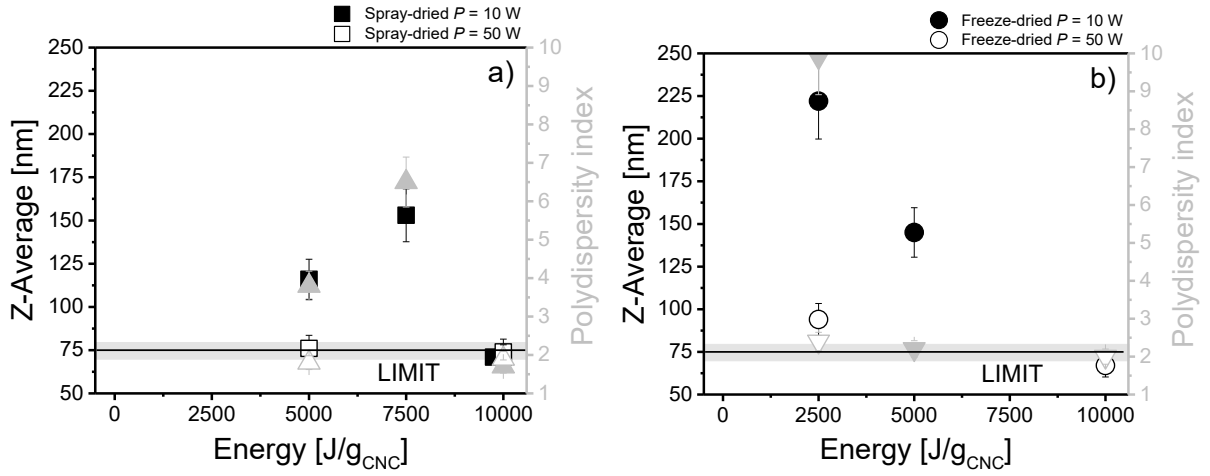 Spray-dried P = 10 W
Spray-dried P = 50 W
a)
250
225
200
175
150
125
100
75
50
Z-Average [nm]
10
9
8
7
6
5
4
3
2
1
Polydispersity index
LIMIT
0 2500 5000 7500 10000
Energy [J/gCNC]
Freeze-dried P = 10 W
Freeze-dried P = 50 W
b)
250
225
200
175
150
125
100
75
50
Z-Average [nm]
10
9
8
7
6
5
4
3
2
1
Polydispersity index
LIMIT
0 2500 5000 7500 10000
Energy [J/gCNC]